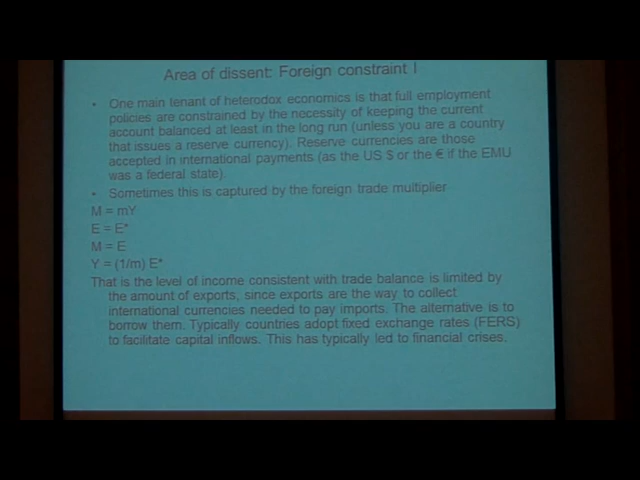 Area of dissent: Foreign constraint I
• One main tenant of heterodox economics is that full employment
policies are constrained by the necessity of keeping the current
account balanced at least in the long run (unless you are a country
that issues a reserve currency). Reserve currencies are those
accepted in international payments (as the US $ or the € if the EMU
was a federal state).
• Sometimes this is captured by the foreign trade multiplier
M = mY
E = E*
M = E
Y = (1/m) E*
That is the level of income consistent with trade balance is limited by
the amount of exports, since exports are the way to collect
international currencies needed to pay imports. The alternative is to
borrow them. Typically countries adopt fixed exchange rates (FERS)
to facilitate capital inflows. This has typically led to financial crises.